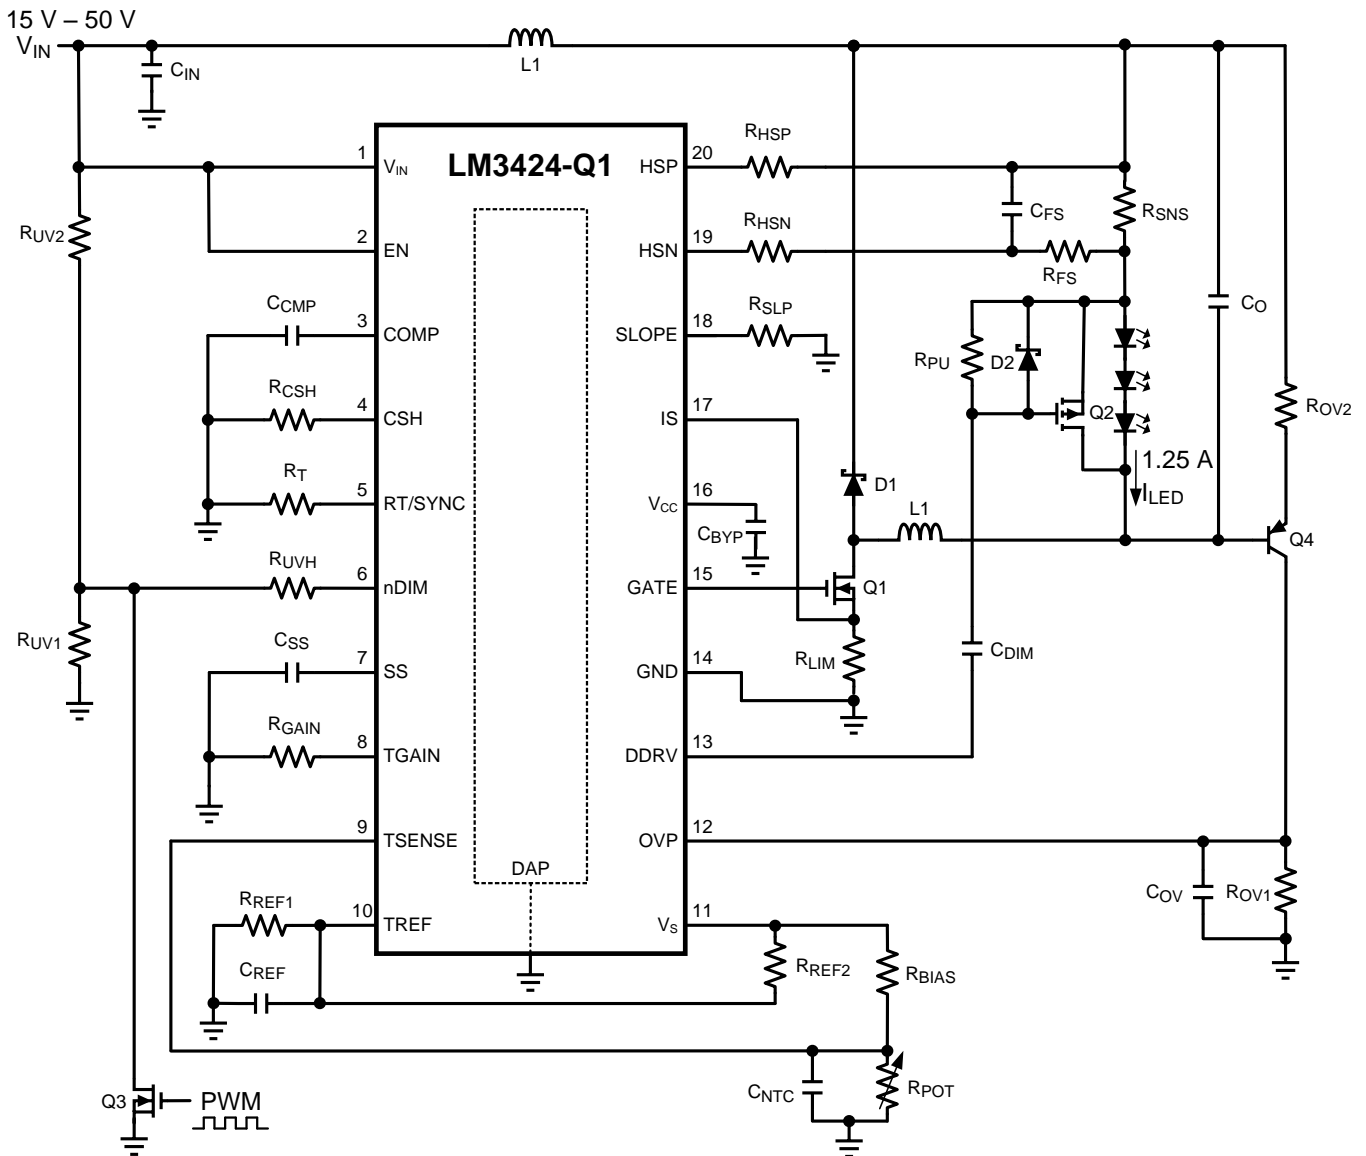 15 V – 50 V
VIN
CIN
L1
LM3424-Q1
1 VIN
2 EN
3 COMP
4 CSH
5 RT/SYNC
6 nDIM
7 SS
8 TGAIN
9 TSENSE
10 TREF
20 HSP
19 HSN
18 SLOPE
17 IS
16 VCC
15 GATE
14 GND
13 DDRV
12 OVP
11 VS
DAP
RUV2
CCMP
RCSH
RT
RUVH
RUV1
CSS
RGAIN
RREF1
CREF
Q3
PWM
RHSP
RHSN
CFS
RSNS
RFS
RSLP
RPU
D2
Q2
CO
ROV2
1.25 A
ILED
D1
L1
Q4
CBYP
Q1
RLIM
CDIM
COV
ROV1
RREF2
RBIAS
CNTC
RPOT